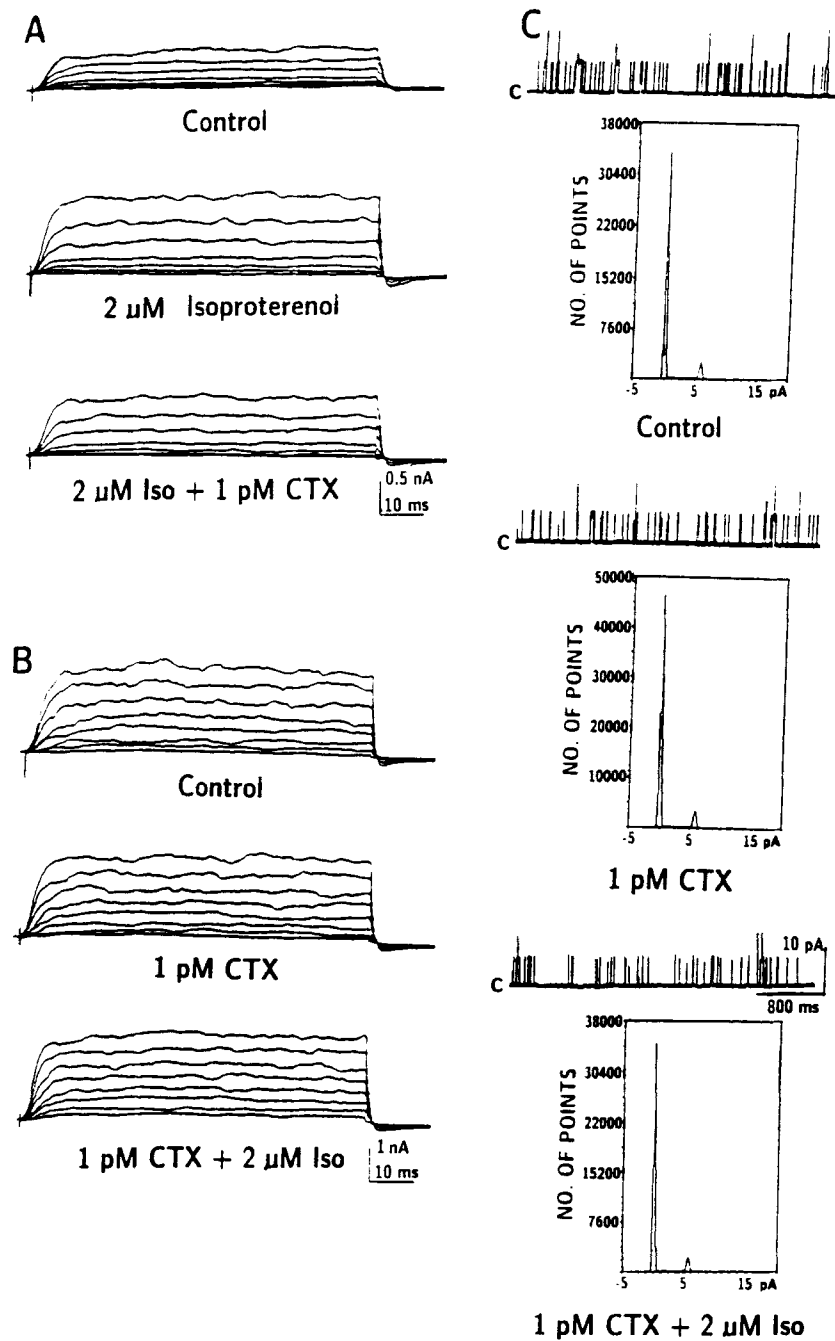 A
Control
2 µM Isoproterenol
2 µM Iso + 1 pM CTX
0.5 nA
10 ms
B
Control
1 pM CTX
1 pM CTX + 2 µM Iso
1 nA
10 ms
C
c
38000
30400
22000
15200
7600
NO. OF POINTS
-5 5 15 pA
Control
c
50000
40000
30000
20000
10000
NO. OF POINTS
-5 5 15 pA
1 pM CTX
10 pA
c
800 ms
38000
30400
22000
15200
7600
NO. OF POINTS
-5 5 15 pA
1 pM CTX + 2 µM Iso